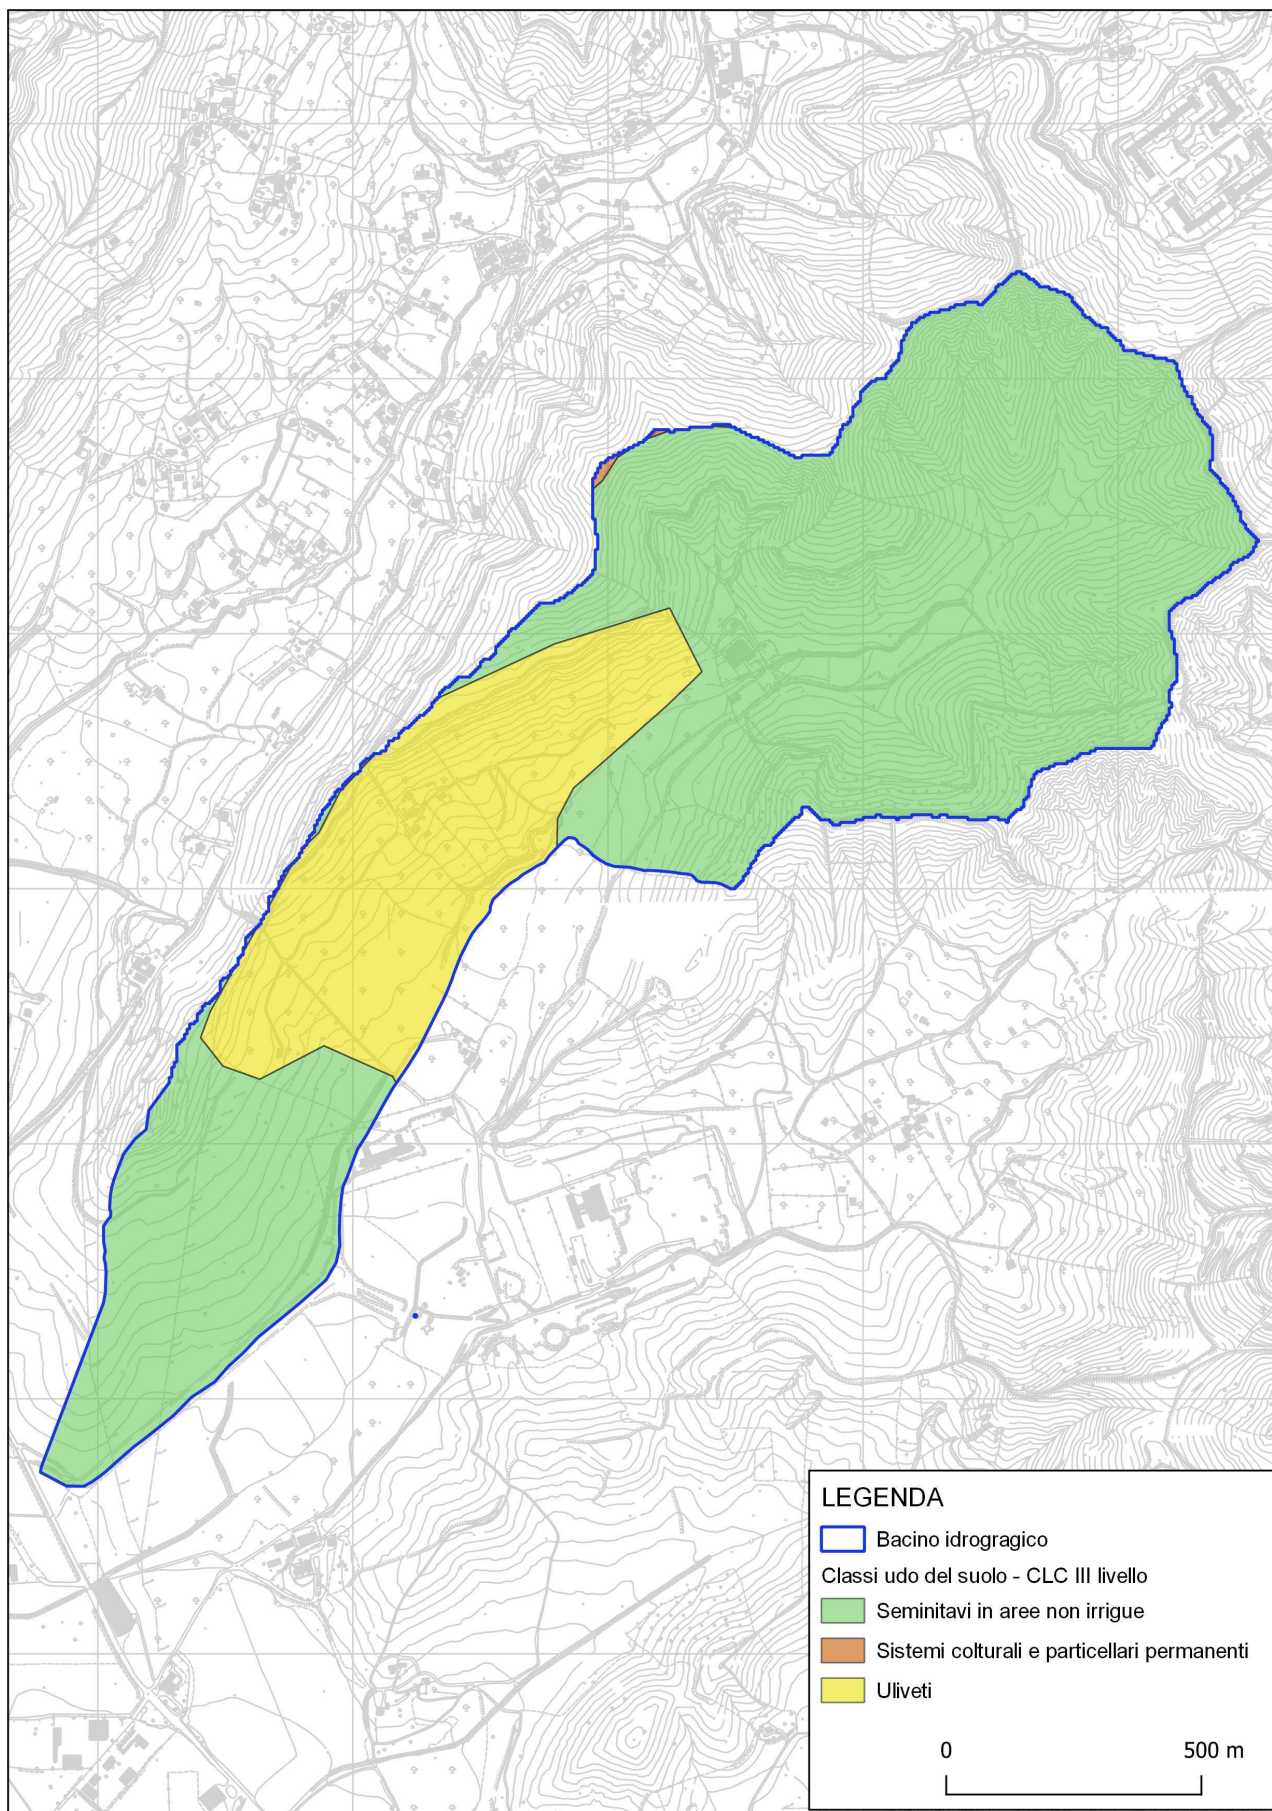 LEGENDA
Bacino idrogragico
Classi udo del suolo - CLC III livello
Seminitavi in aree non irrigue
Sistemi colturali e particellari permanenti
Uliveti
0 500 m